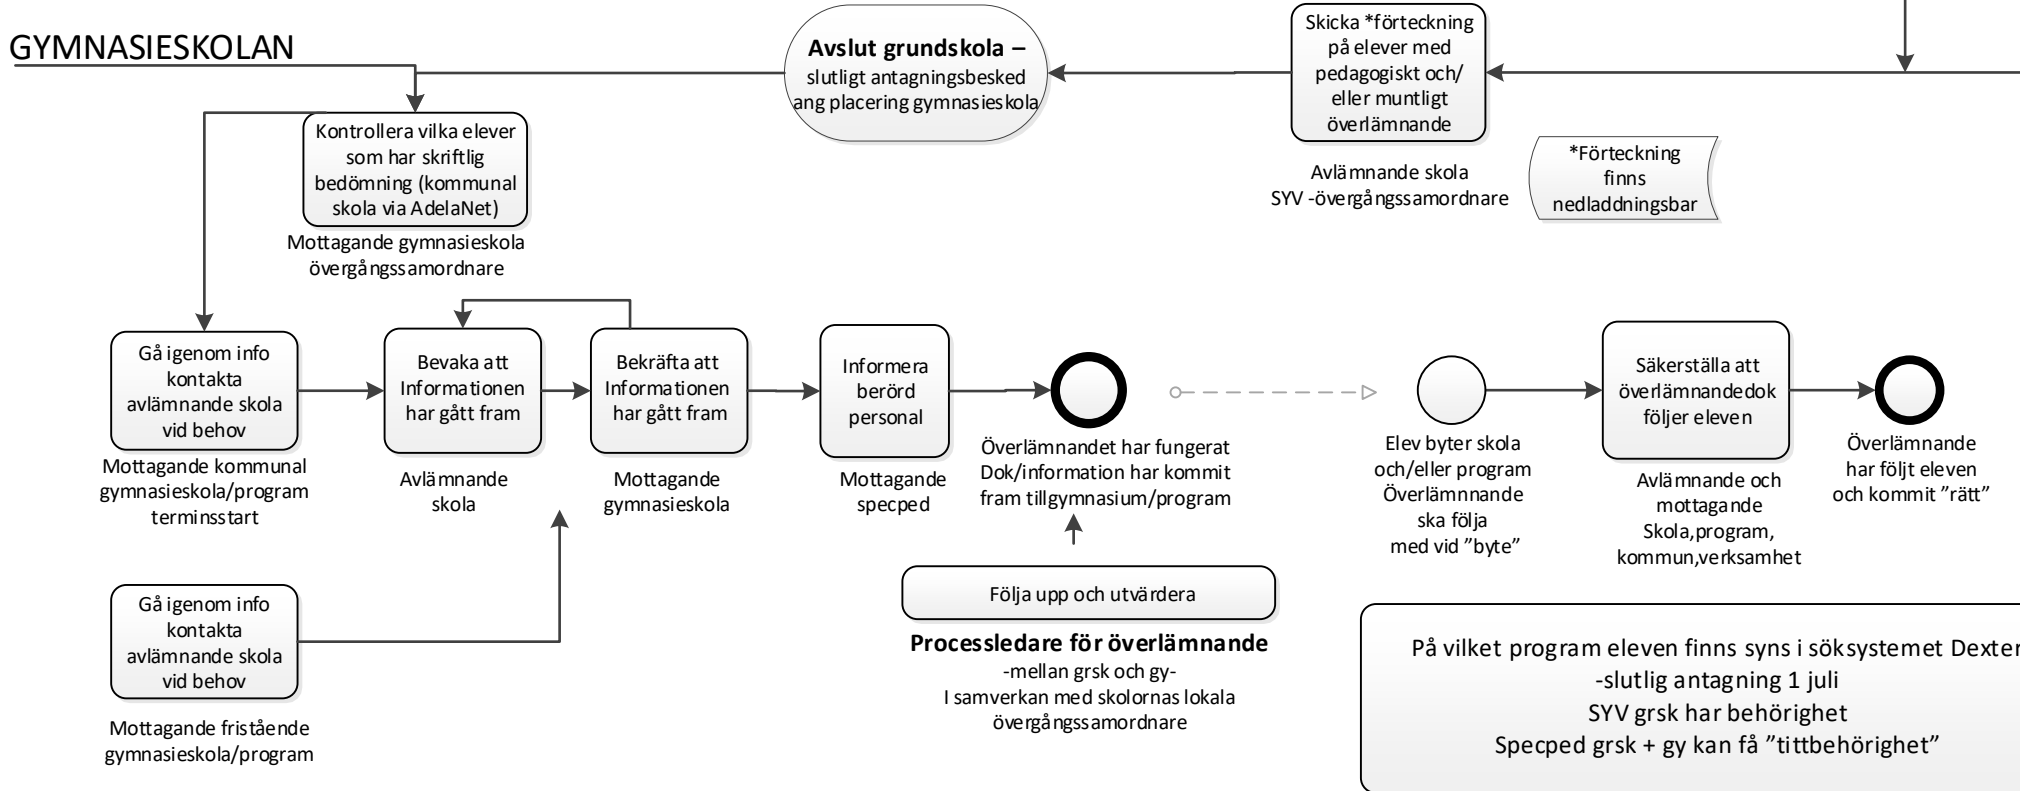 GYMNASIESKOLAN
Avslut grundskola –
slutligt antagningsbesked
ang placering gymnasieskola
Skicka *förteckning
på elever med
pedagogiskt och/
eller muntligt
överlämnande
Avlämnande skola
SYV -övergångssamordnare
*Förteckning
finns
nedladdningsbar
Kontrollera vilka elever
som har skriftlig
bedömning (kommunal
skola via AdelaNet)
Mottagande gymnasieskola
övergångssamordnare
Gå igenom info
kontakta
avlämnande skola
vid behov
Mottagande kommunal
gymnasieskola/program
terminsstart
Bevaka att
Informationen
har gått fram
Avlämnande
skola
Bekräfta att
Informationen
har gått fram
Mottagande
gymnasieskola
Informera
berörd
personal
Mottagande
specped
Överlämnandet har fungerat
Dok/information har kommit
fram tillgymnasium/program
Elev byter skola
och/eller program
Överlämnnande
ska följa
med vid ”byte”
Säkerställa att
överlämnandedok
följer eleven
Avlämnande och
mottagande
Skola,program,
kommun,verksamhet
Överlämnande
har följt eleven
och kommit ”rätt”
Gå igenom info
kontakta
avlämnande skola
vid behov
Mottagande fristående
gymnasieskola/program
Följa upp och utvärdera
Processledare för överlämnande
-mellan grsk och gy-
I samverkan med skolornas lokala
övergångssamordnare
På vilket program eleven finns syns i söksystemet Dexter
-slutlig antagning 1 juli
SYV grsk har behörighet
Specped grsk + gy kan få ”tittbehörighet”